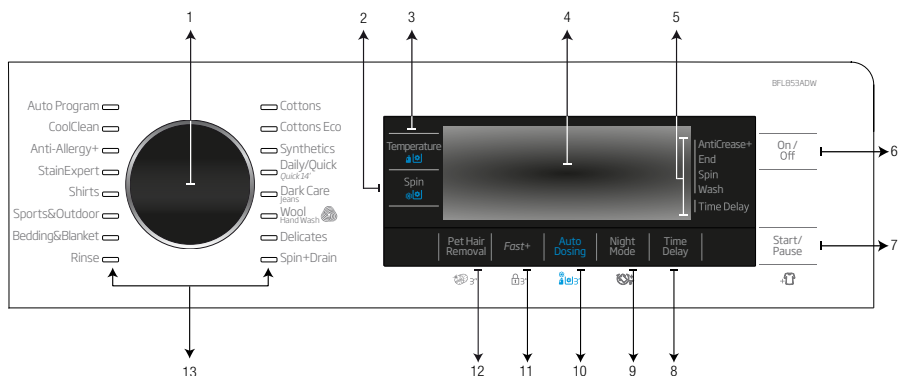 1
2
3
4
5
BFL853ADW
Auto Program
CoolClean
Anti-Allergy+
StainExpert
Shirts
Sports&Outdoor
Bedding&Blanket
Rinse
Cottons
Cottons Eco
Synthetics
Daily/Quick
Quick 14'
Dark Care
Jeans
Wool
Hand Wash
Delicates
Spin+Drain
Temperature
Spin
AntiCrease+
End
Spin
Wash
Time Delay
On /
Off
6
Pet Hair
Removal
Fast+
Auto
Dosing
Night
Mode
Time
Delay
Start/
Pause
7
3"
3"
3"
+
13
12
11
10
9
8